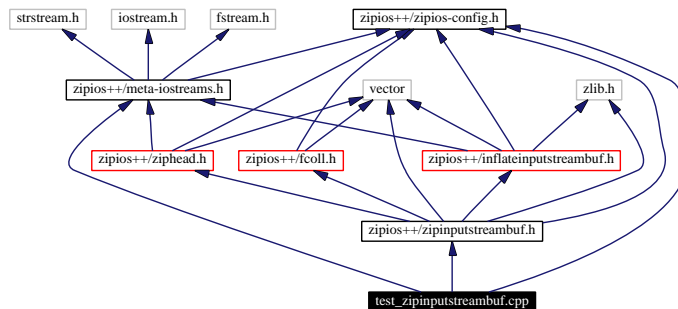 strstream.h
iostream.h
fstream.h
zipios++/zipios-config.h
zipios++/meta-iostreams.h
vector
zlib.h
zipios++/ziphead.h
zipios++/fcoll.h
zipios++/inflateinputstreambuf.h
zipios++/zipinputstreambuf.h
test_zipinputstreambuf.cpp